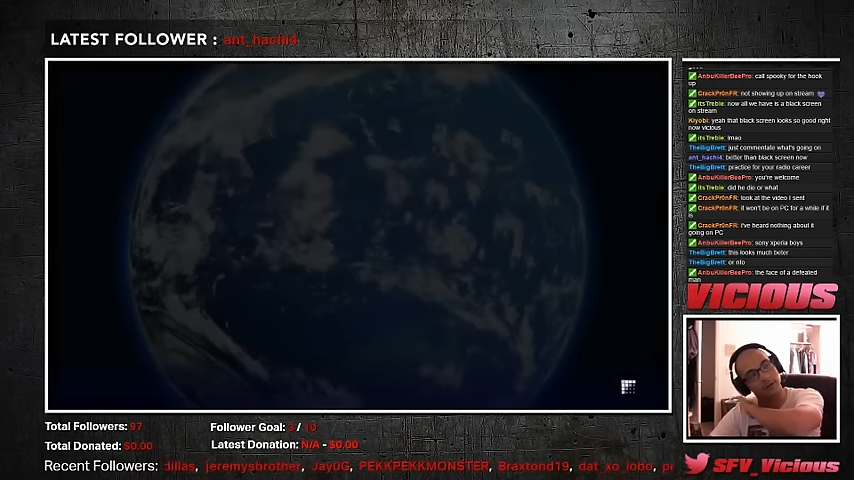 LATEST FOLLOWER : ant_hachi4
AnbuKillerBeePro: call spooky for the hook
up
CrackPr0nFR: not showing up on stream
itsTreble: now all we have is a black screen
on stream
Kiyobi: yeah that black screen looks so good right
now vicious
itsTreble: lmao
TheBigBrett: just commentate what's going on
ant_hachi4: better than black screen now
TheBigBrett: practice for your radio career
AnbuKillerBeePro: you're welcome
itsTreble: did he die or what
CrackPr0nFR: look at the video I sent
CrackPr0nFR: it won't be on PC for a while if it
is
CrackPr0nFR: i've heard nothing about it
going on PC
AnbuKillerBeePro: sony xperia boys
TheBigBrett: this looks much beter
TheBigBrett: or nto
AnbuKillerBeePro: the face of a defeated
man
VICIOUS
Total Followers: 97
Follower Goal: / 10
Total Donated: $0.00
Latest Donation: N/A - $0.00
Recent Followers: dillas, jeremysbrother, Jay0G, PEKKPEKKMONSTER, Braxtond19, dat_xo_lobo, p
SFV_Vicious